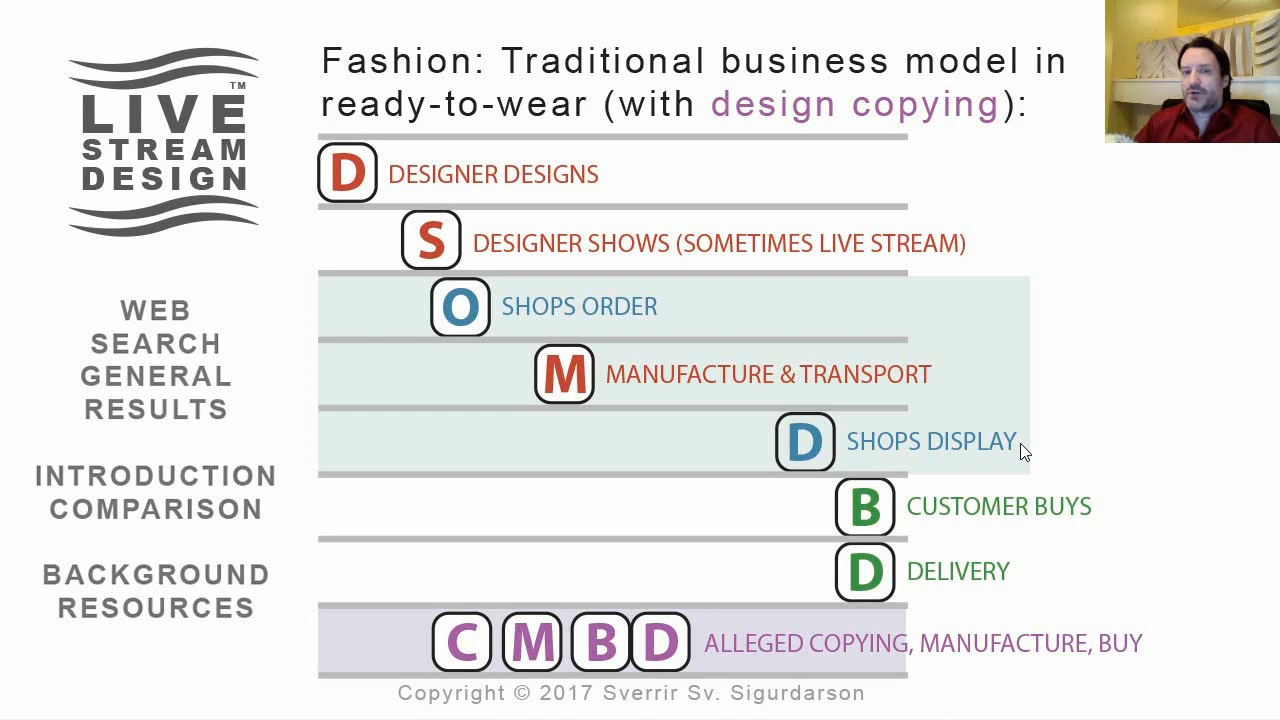 Fashion: Traditional business model in
ready-to-wear (with design copying):
TM
LIVE
STREAM
DESIGN
WEB
SEARCH
GENERAL
RESULTS
INTRODUCTION
COMPARISON
BACKGROUND
RESOURCES
D DESIGNER DESIGNS
S DESIGNER SHOWS (SOMETIMES LIVE STREAM)
O SHOPS ORDER
M MANUFACTURE & TRANSPORT
D SHOPS DISPLAY
B CUSTOMER BUYS
D DELIVERY
C M B D ALLEGED COPYING, MANUFACTURE, BUY
Copyright © 2017 Sverrir Sv. Sigurdarson